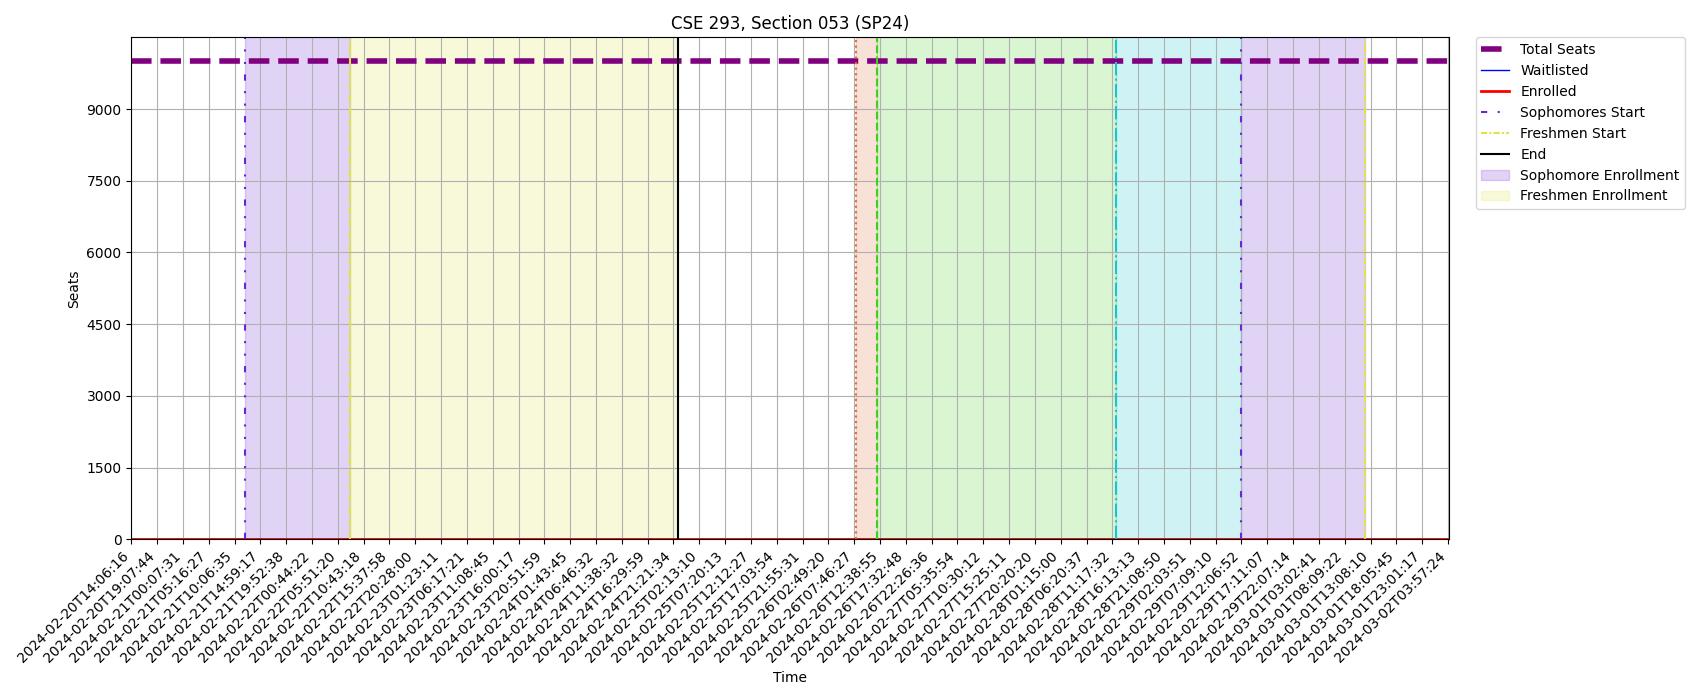 CSE 293, Section 053 (SP24)
Total Seats
Waitlisted
Enrolled
Sophomores Start
Freshmen Start
End
Sophomore Enrollment
Freshmen Enrollment
Seats
9000
7500
6000
4500
3000
1500
0
2024-02-20T14:06:16
2024-02-20T19:07:44
2024-02-21T00:07:31
2024-02-21T05:16:27
2024-02-21T10:06:35
2024-02-21T14:59:17
2024-02-21T19:52:38
2024-02-22T00:44:22
2024-02-22T05:51:20
2024-02-22T10:43:18
2024-02-22T15:37:58
2024-02-22T20:28:00
2024-02-23T01:23:11
2024-02-23T06:17:21
2024-02-23T11:08:45
2024-02-23T16:00:17
2024-02-23T20:51:59
2024-02-24T01:43:45
2024-02-24T06:46:32
2024-02-24T11:38:32
2024-02-24T16:29:59
2024-02-24T21:21:34
2024-02-25T02:13:10
2024-02-25T07:20:13
2024-02-25T12:12:27
2024-02-25T17:03:54
2024-02-25T21:55:31
2024-02-26T02:49:20
2024-02-26T07:46:27
2024-02-26T12:38:55
2024-02-26T17:32:48
2024-02-26T22:26:36
2024-02-27T05:35:54
2024-02-27T10:30:12
2024-02-27T15:25:11
2024-02-27T20:20:20
2024-02-28T01:15:00
2024-02-28T06:20:37
2024-02-28T11:17:32
2024-02-28T16:13:13
2024-02-28T21:08:50
2024-02-29T02:03:51
2024-02-29T07:09:10
2024-02-29T12:06:52
2024-02-29T17:11:07
2024-02-29T22:07:14
2024-03-01T03:02:41
2024-03-01T08:09:22
2024-03-01T13:08:10
2024-03-01T18:05:45
2024-03-01T23:01:17
2024-03-02T03:57:24
Time